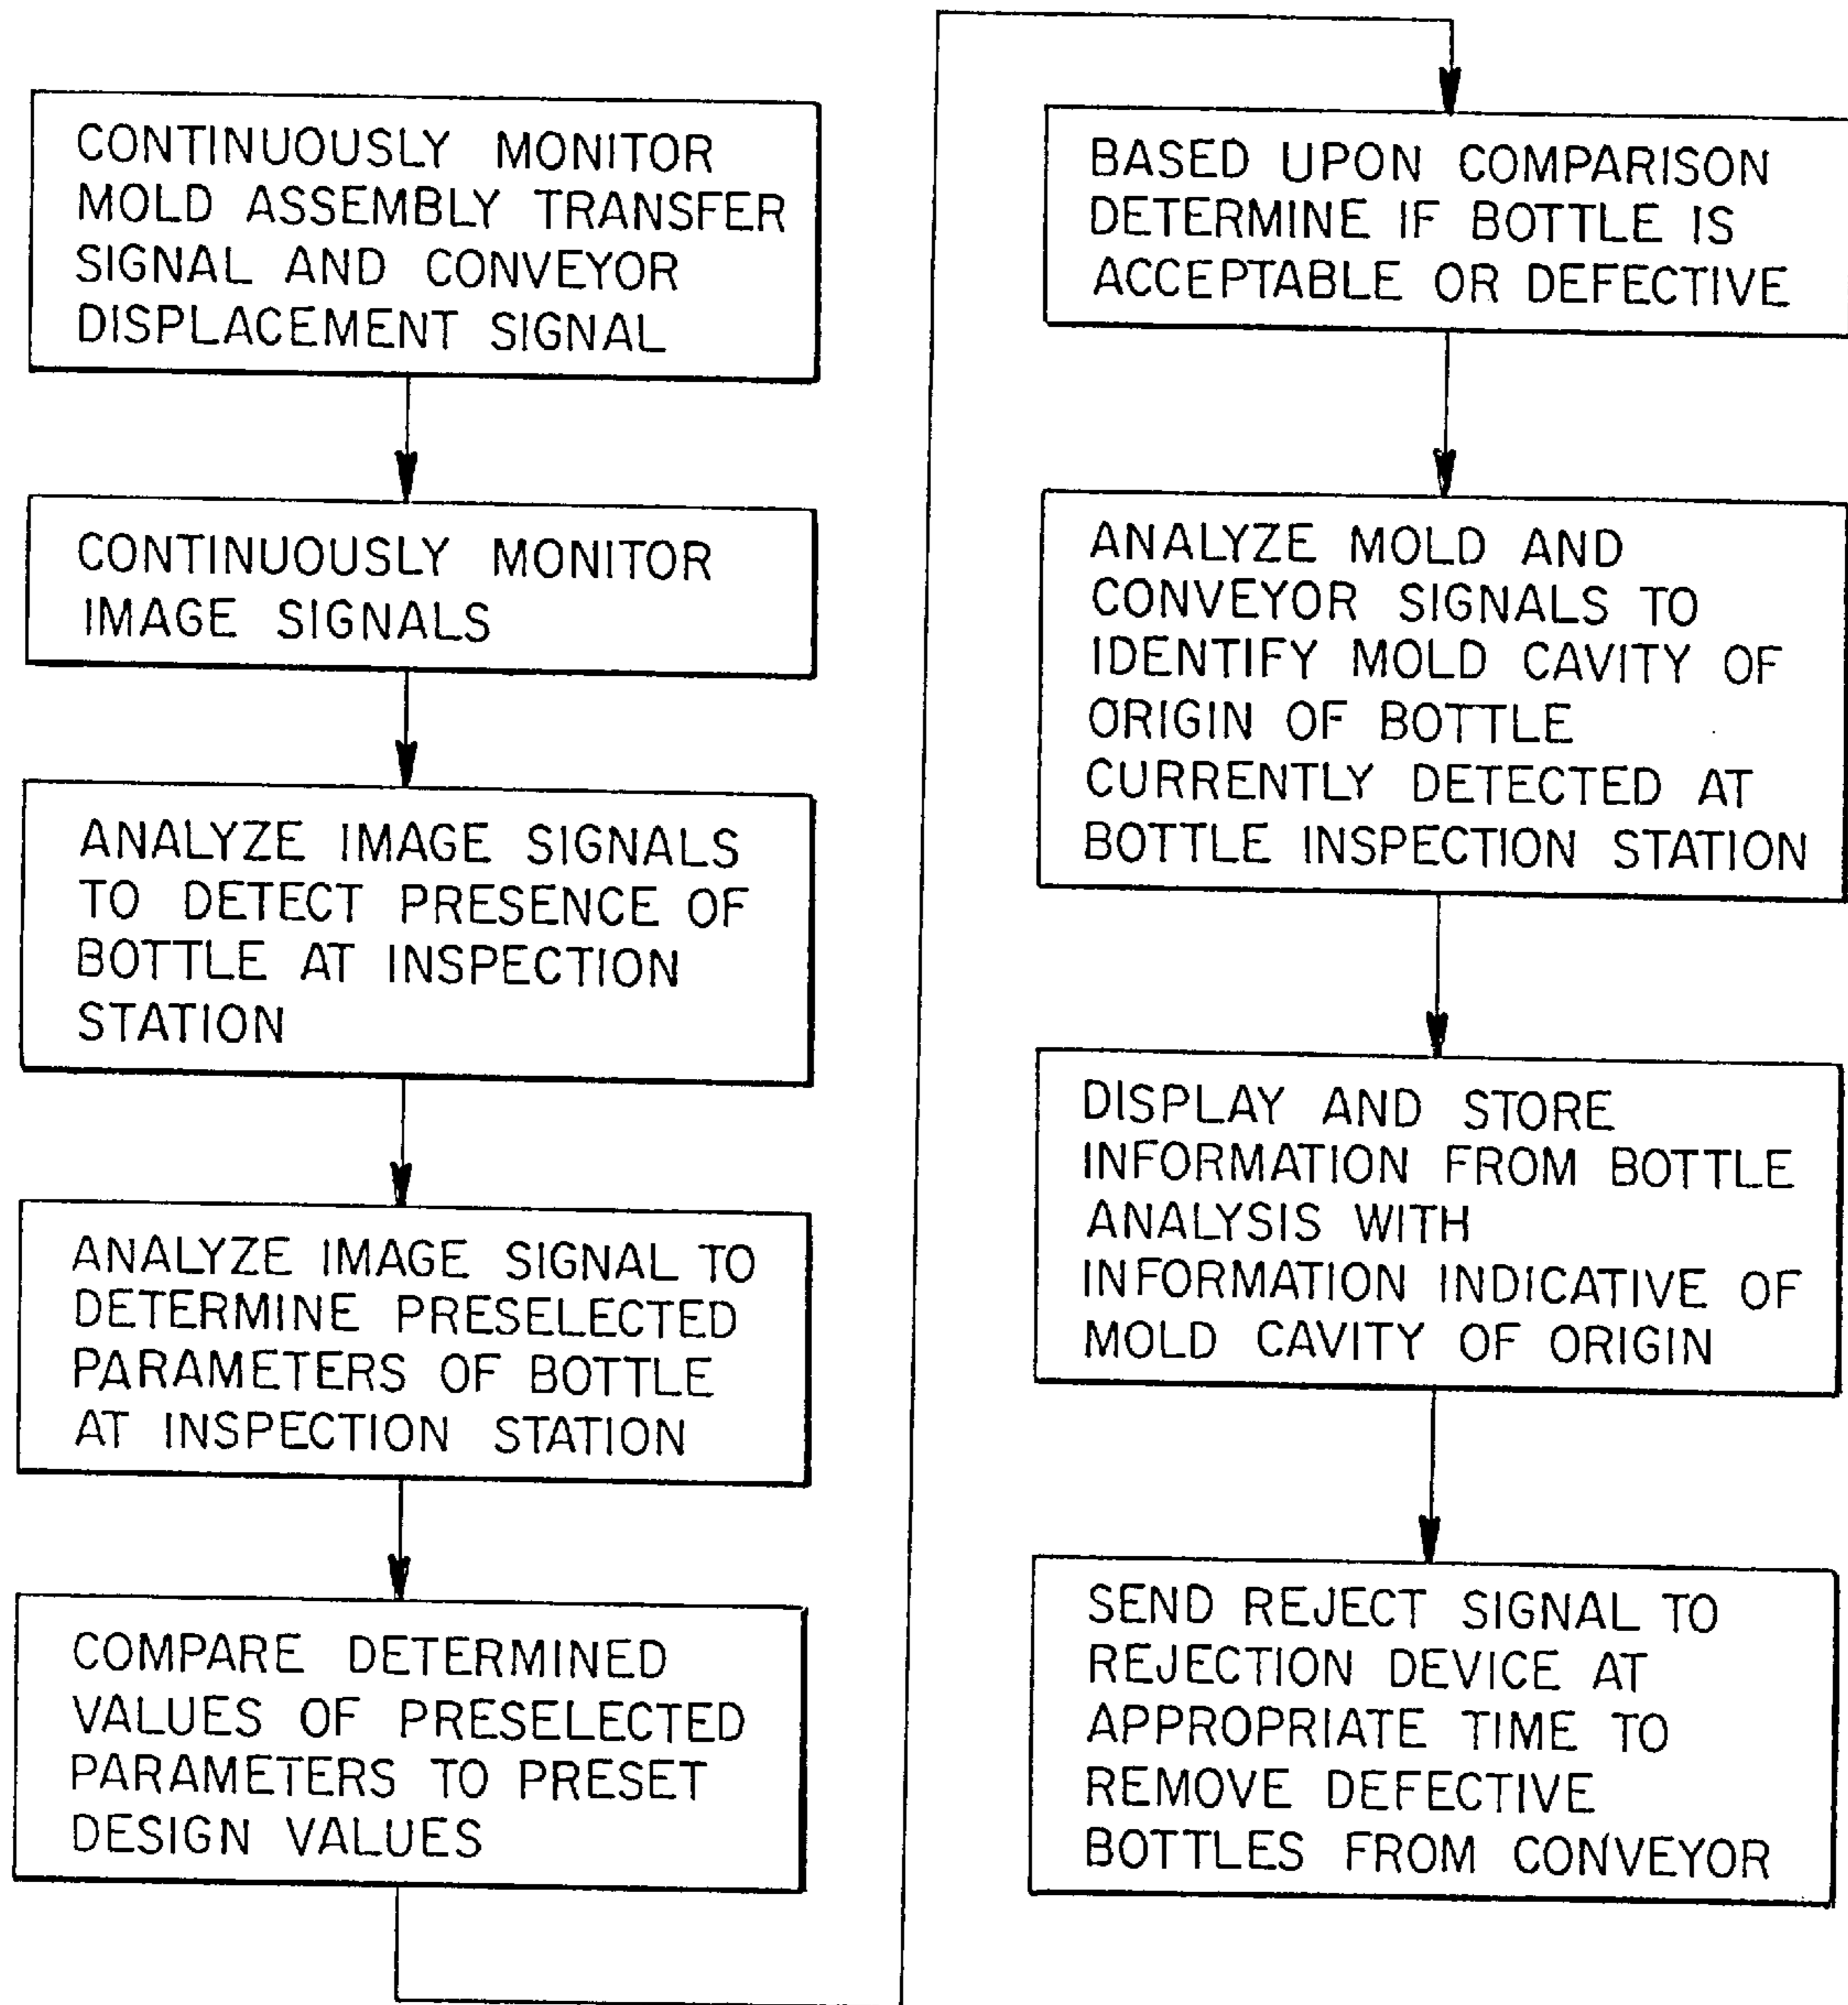 CONTINUOUSLY MONITOR
MOLD ASSEMBLY TRANSFER
SIGNAL AND CONVEYOR
DISPLACEMENT SIGNAL
CONTINUOUSLY MONITOR
IMAGE SIGNALS
ANALYZE IMAGE SIGNALS
TO DETECT PRESENCE OF
BOTTLE AT INSPECTION
STATION
ANALYZE IMAGE SIGNAL TO
DETERMINE PRESELECTED
PARAMETERS OF BOTTLE
AT INSPECTION STATION
COMPARE DETERMINED
VALUES OF PRESELECTED
PARAMETERS TO PRESET
DESIGN VALUES
BASED UPON COMPARISON
DETERMINE IF BOTTLE IS
ACCEPTABLE OR DEFECTIVE
ANALYZE MOLD AND
CONVEYOR SIGNALS TO
IDENTIFY MOLD CAVITY OF
ORIGIN OF BOTTLE
CURRENTLY DETECTED AT
BOTTLE INSPECTION STATION
DISPLAY AND STORE
INFORMATION FROM BOTTLE
ANALYSIS WITH
INFORMATION INDICATIVE OF
MOLD CAVITY OF ORIGIN
SEND REJECT SIGNAL TO
REJECTION DEVICE AT
APPROPRIATE TIME TO
REMOVE DEFECTIVE
BOTTLES FROM CONVEYOR